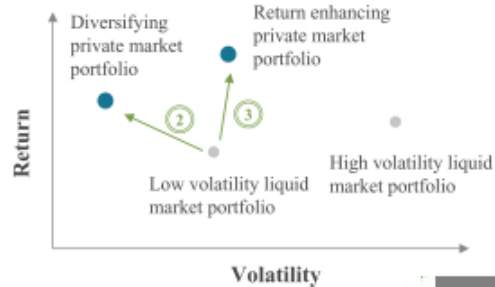 Diversifying
private market
portfolio
Return enhancing
private market
portfolio
2
3
Low volatility liquid
market portfolio
High volatility liquid
market portfolio
Return
Volatility